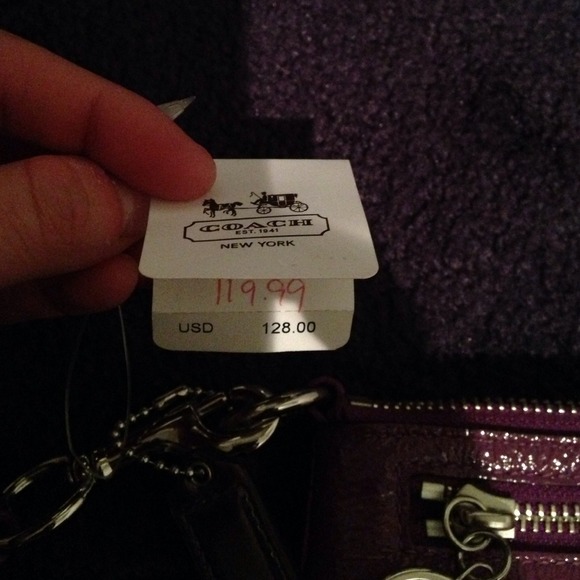 COACH
EST. 1941
NEW YORK
119.99
USD 128.00